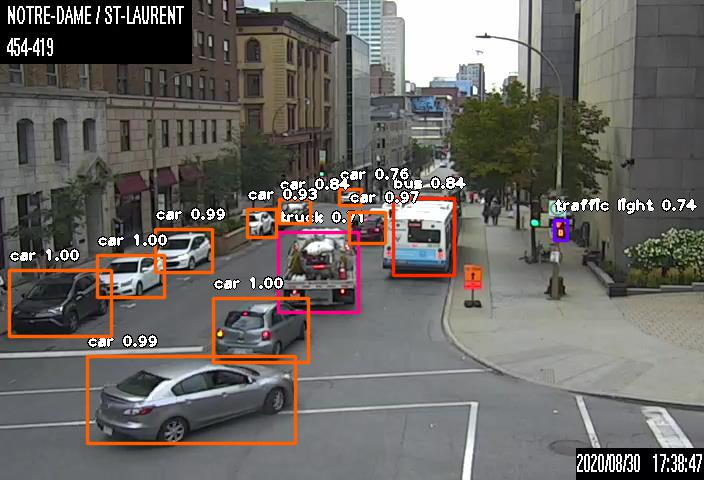 NOTRE-DAME / ST-LAURENT
454-419
car 0.76
car 0.84
bus 0.84
car 0.93
car 0.97
traffic light 0.74
car 0.99
truck 0.71
car 1.00
car 1.00
car 1.00
car 0.99
2020/08/30 17:38:47